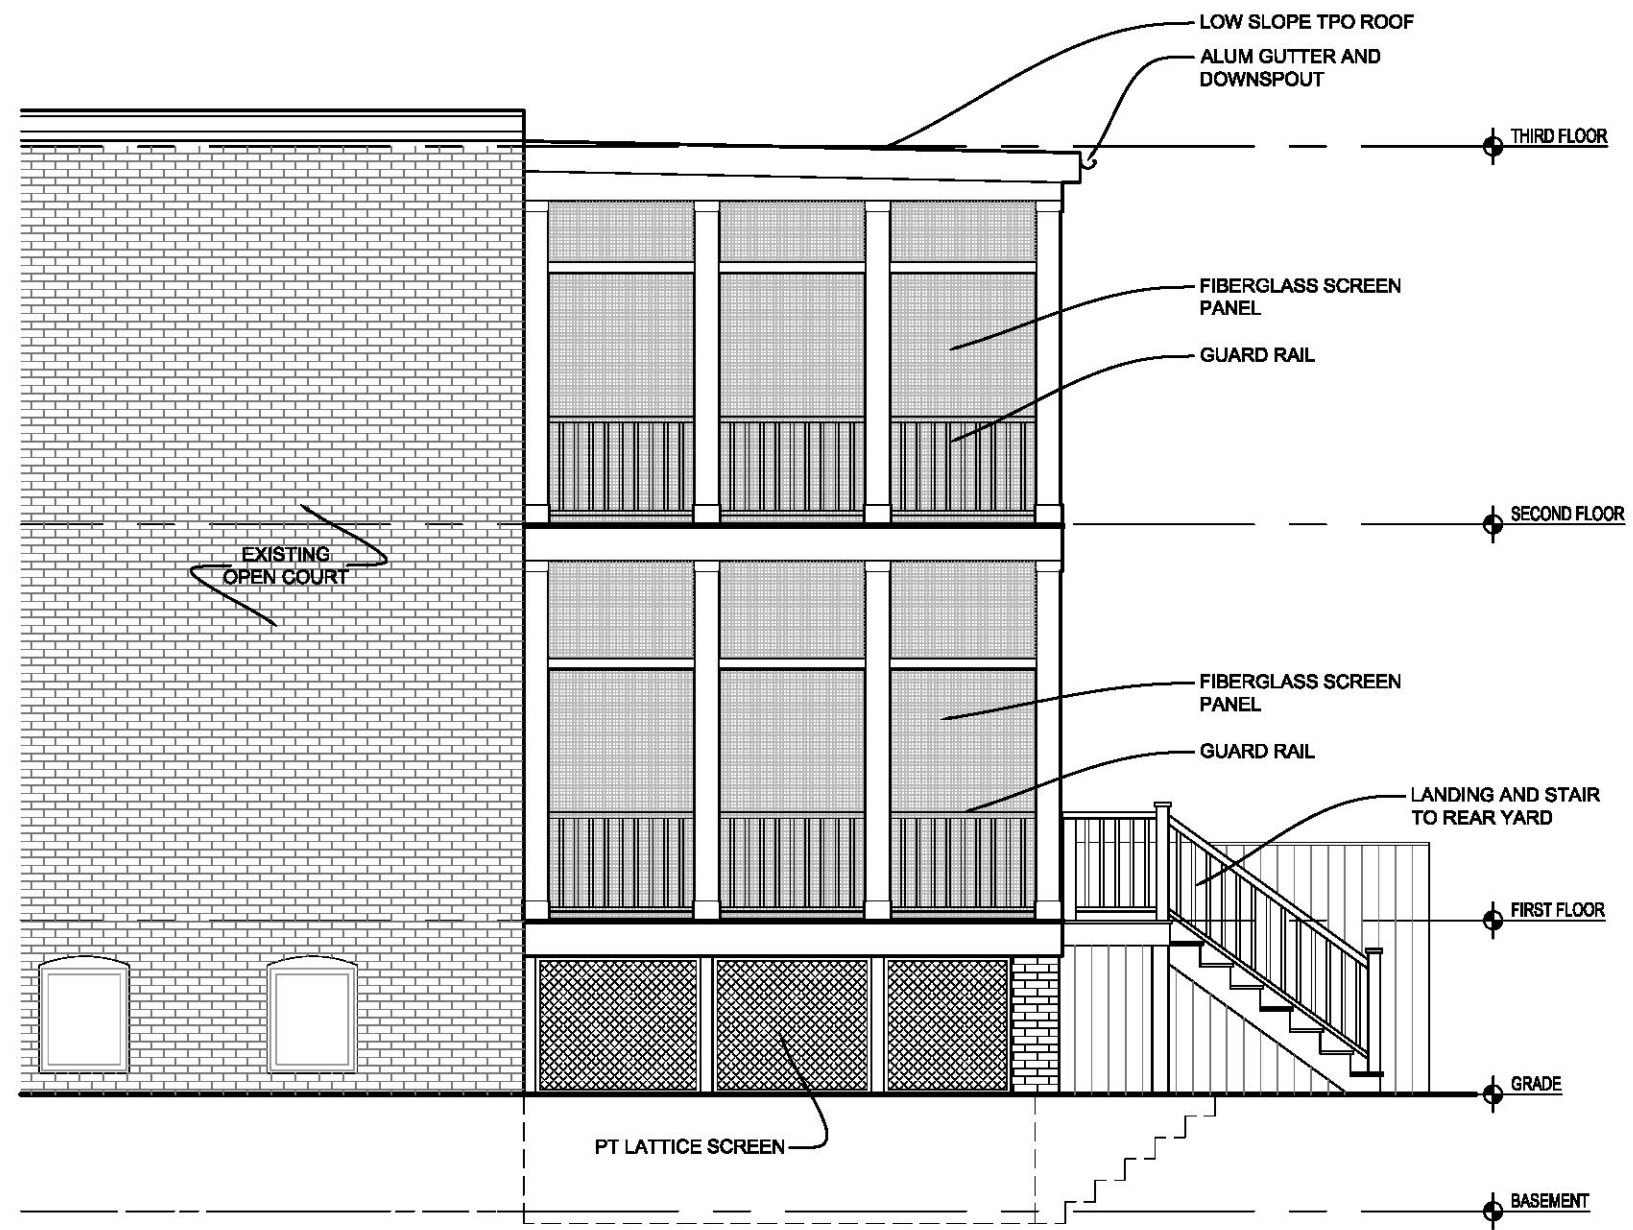 LOW SLOPE TPO ROOF
ALUM GUTTER AND
DOWNSPOUT
THIRD FLOOR
FIBERGLASS SCREEN
PANEL
GUARD RAIL
SECOND FLOOR
EXISTING
OPEN COURT
FIBERGLASS SCREEN
PANEL
GUARD RAIL
LANDING AND STAIR
TO REAR YARD
FIRST FLOOR
GRADE
PT LATTICE SCREEN
BASEMENT